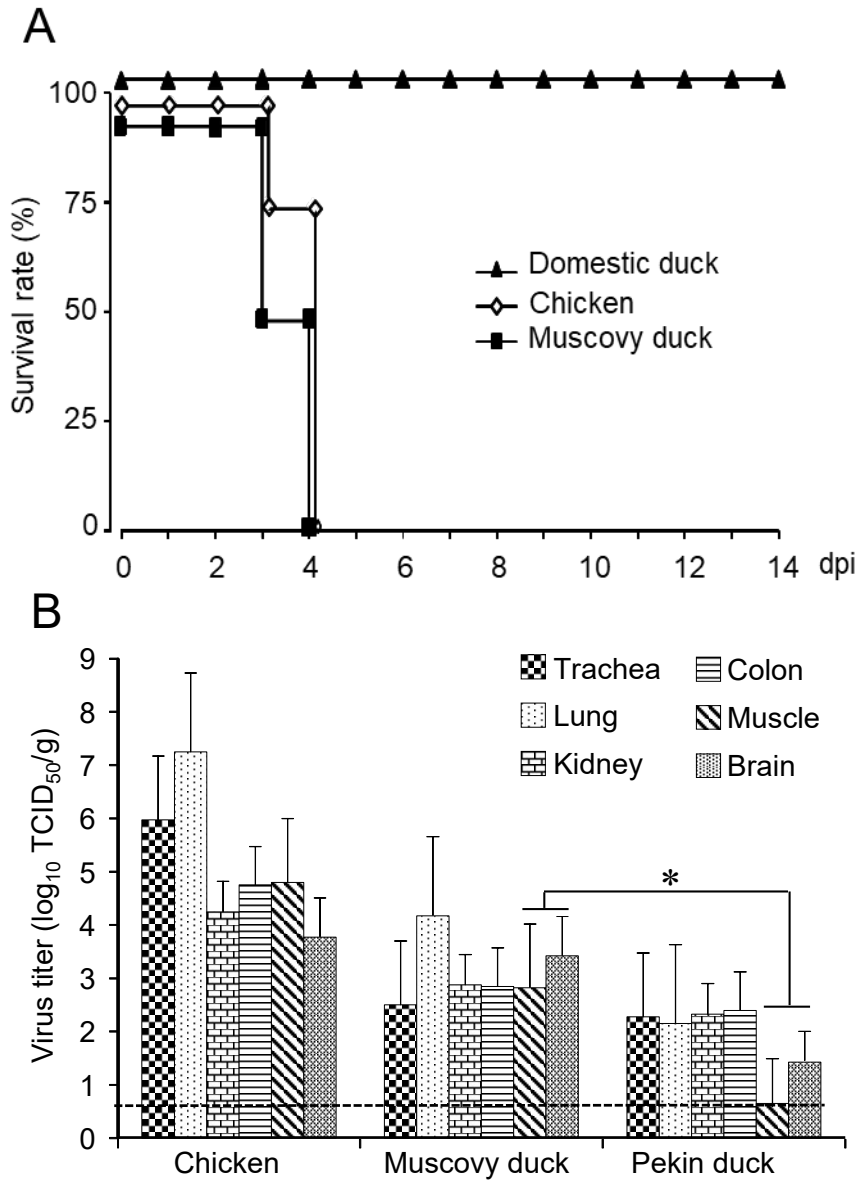 A
100
75
50
25
0
Survival rate (%)
Domestic duck
Chicken
Muscovy duck
0 2 4 6 8 10 12 14 dpi
B
9
8
7
6
5
4
3
2
1
0
Virus titer (log10 TCID50/g)
Trachea Colon
Lung Muscle
Kidney Brain
*
Chicken Muscovy duck Pekin duck